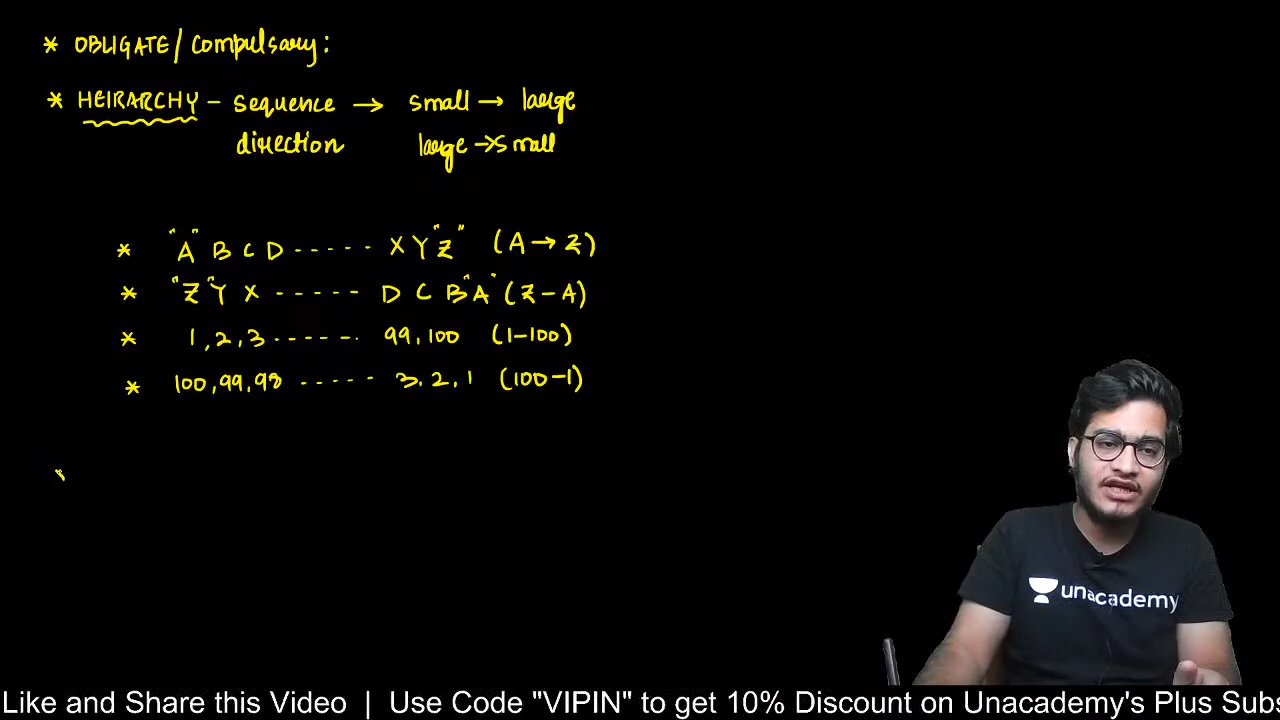 * OBLIGATE / Compulsary :
* HEIRARCHY - sequence → small → large
direction large → small
* "A" B C D ------ X Y "Z" (A → Z)
* "Z" Y X ------ D C B "A" (Z - A)
* 1, 2, 3 ------ 99, 100 (1-100)
* 100, 99, 98 ----- 3, 2, 1 (100-1)
unacademy
Like and Share this Video | Use Code "VIPIN" to get 10% Discount on Unacademy's Plus Subs